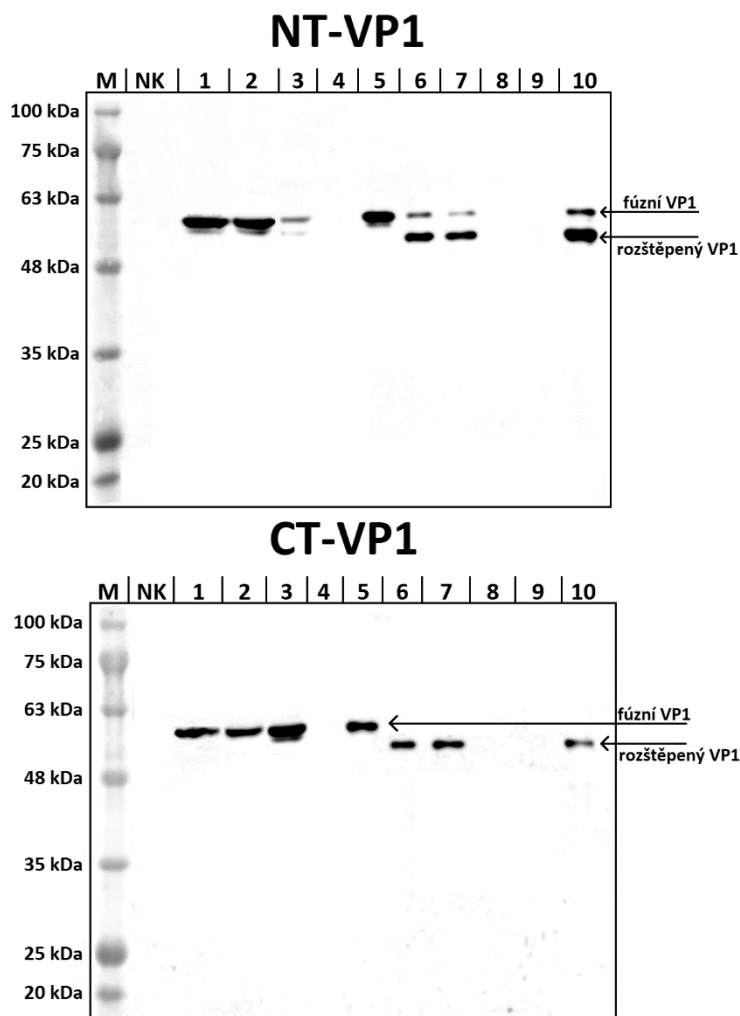 NT-VP1
M NK 1 2 3 4 5 6 7 8 9 10
100 kDa
75 kDa
63 kDa
fúzní VP1
rozštěpený VP1
48 kDa
35 kDa
25 kDa
20 kDa
CT-VP1
M NK 1 2 3 4 5 6 7 8 9 10
100 kDa
75 kDa
63 kDa
fúzní VP1
rozštěpený VP1
48 kDa
35 kDa
25 kDa
20 kDa